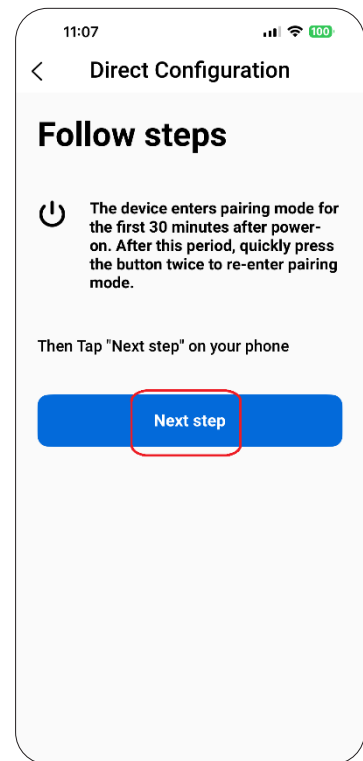 11:07
100
Direct Configuration
Follow steps
The device enters pairing mode for
the first 30 minutes after power-
on. After this period, quickly press
the button twice to re-enter pairing
mode.
Then Tap "Next step" on your phone
Next step